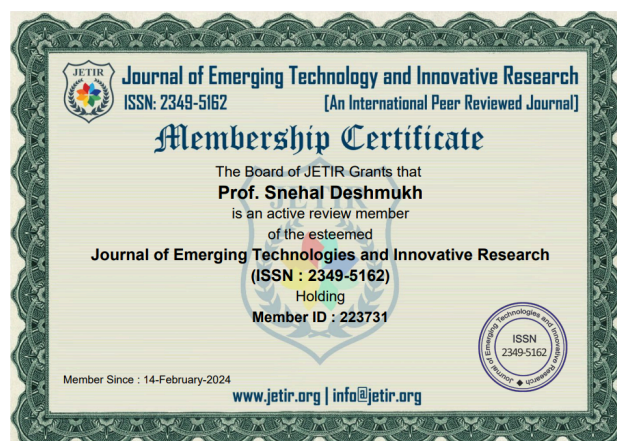 JETIR
Journal of Emerging Technology and Innovative Research
ISSN: 2349-5162
[An International Peer Reviewed Journal]
Membership Certificate
The Board of JETIR Grants that
Prof. Snehal Deshmukh
is an active review member
of the esteemed
Journal of Emerging Technologies and Innovative Research
(ISSN : 2349-5162)
Holding
Member ID : 223731
JETIR
Journal of Emerging Technologies and Innovative Research
ISSN
2349-5162
Member Since : 14-February-2024
www.jetir.org | info@jetir.org